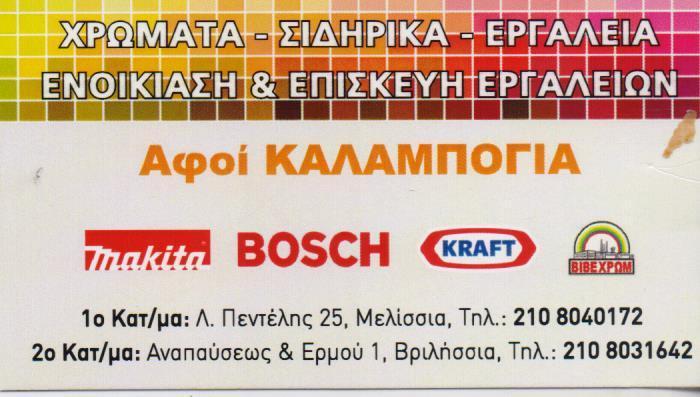 ΧΡΩΜΑΤΑ - ΣΙΔΗΡΙΚΑ - ΕΡΓΑΛΕΙΑ
ΕΝΟΙΚΙΑΣΗ & ΕΠΙΣΚΕΥΗ ΕΡΓΑΛΕΙΩΝ
Αφοί ΚΑΛΑΜΠΟΓΙΑ
makita BOSCH KRAFT ΒΙΒΕΧΡΩΜ
1ο Κατ/μα: Λ. Πεντέλης 25, Μελίσσια, Τηλ.: 210 8040172
2ο Κατ/μα: Αναπαύσεως & Ερμού 1, Βριλήσσια, Τηλ.: 210 8031642